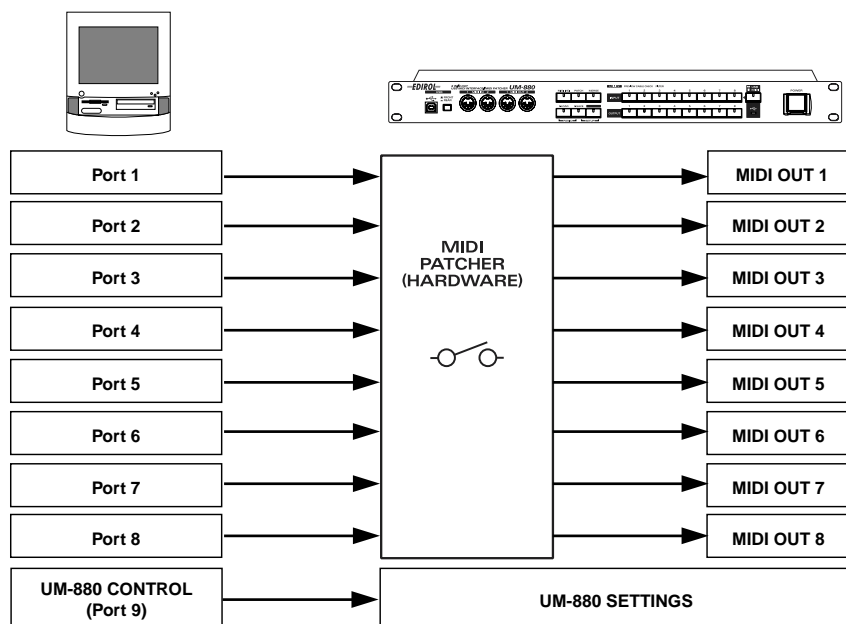 EDIROL
UM-880
POWER
Port 1
MIDI OUT 1
Port 2
MIDI OUT 2
MIDI
PATCHER
(HARDWARE)
Port 3
MIDI OUT 3
Port 4
MIDI OUT 4
Port 5
MIDI OUT 5
Port 6
MIDI OUT 6
Port 7
MIDI OUT 7
Port 8
MIDI OUT 8
UM-880 CONTROL
(Port 9)
UM-880 SETTINGS